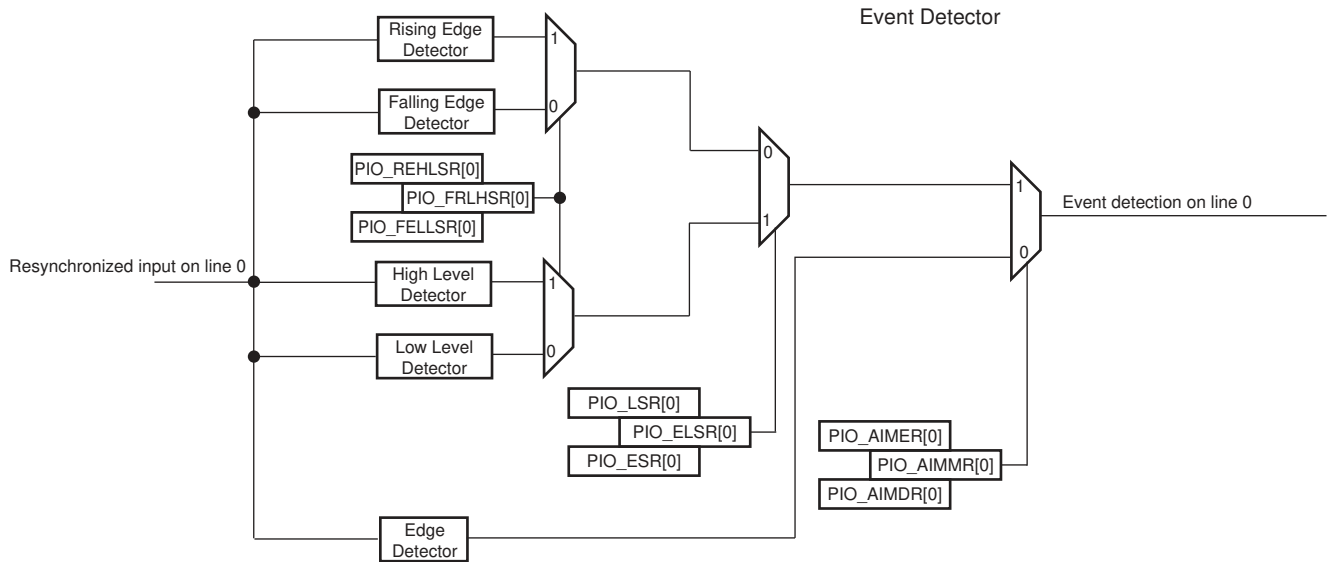 Event Detector
Rising Edge
Detector
1
Falling Edge
Detector
0
0
PIO_REHLSR[0]
PIO_FRLHSR[0]
PIO_FELLSR[0]
1
1
Event detection on line 0
0
Resynchronized input on line 0
High Level
Detector
1
Low Level
Detector
0
PIO_LSR[0]
PIO_ELSR[0]
PIO_ESR[0]
PIO_AIMER[0]
PIO_AIMMR[0]
PIO_AIMDR[0]
Edge
Detector